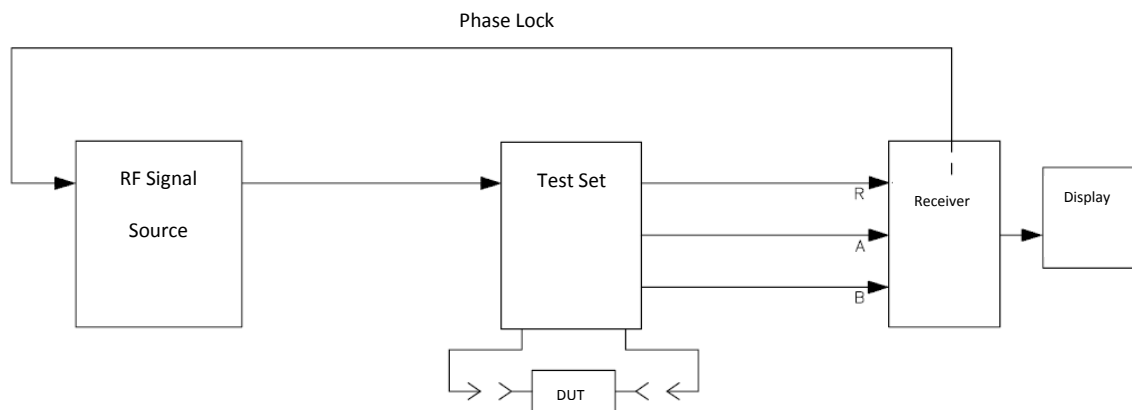 Phase Lock
RF Signal
Source
Test Set
R
A
B
Receiver
Display
DUT